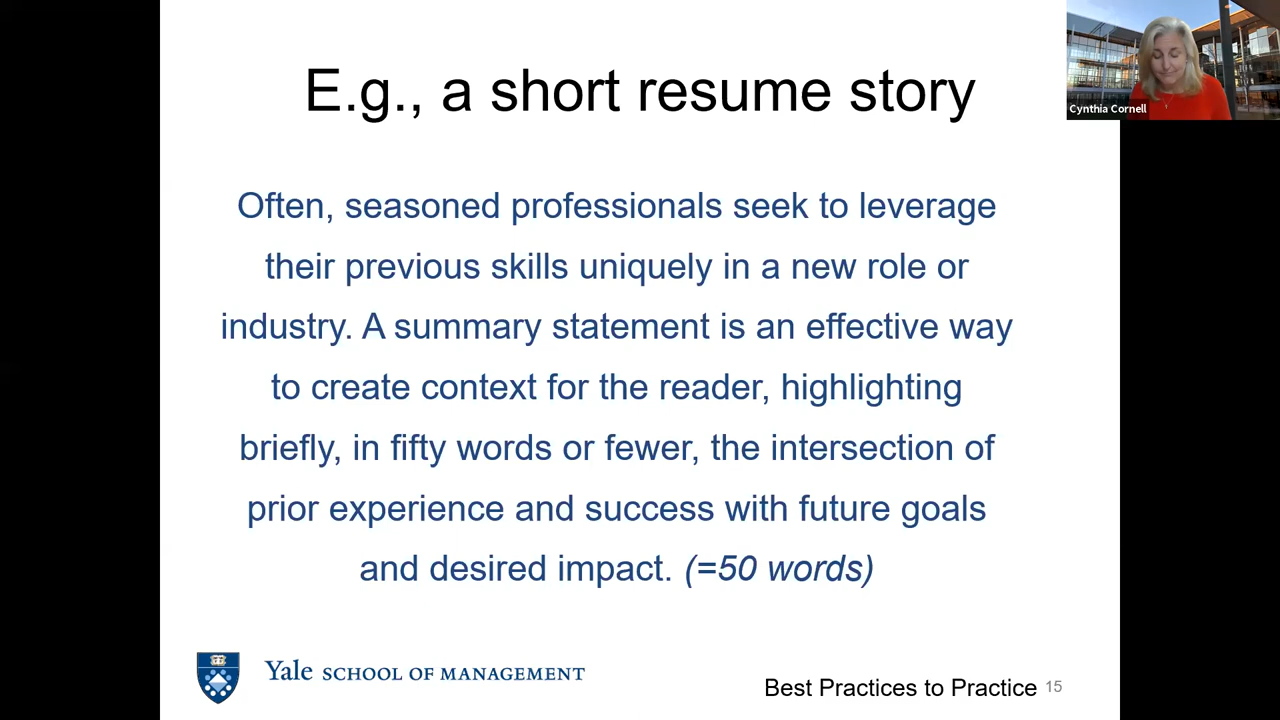 E.g., a short resume story
Cynthia Cornell
Often, seasoned professionals seek to leverage
their previous skills uniquely in a new role or
industry. A summary statement is an effective way
to create context for the reader, highlighting
briefly, in fifty words or fewer, the intersection of
prior experience and success with future goals
and desired impact. (=50 words)
Yale SCHOOL OF MANAGEMENT
Best Practices to Practice 15